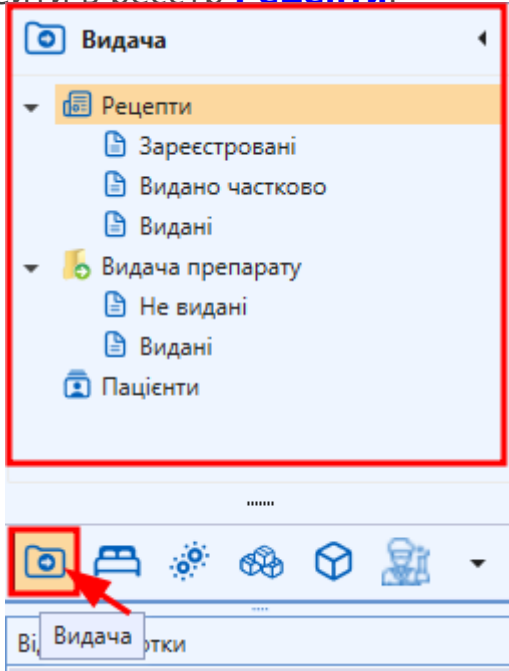 Видача
Рецепти
Зареєстровані
Видано частково
Видані
Видача препарату
Не видані
Видані
Пацієнти
Видача